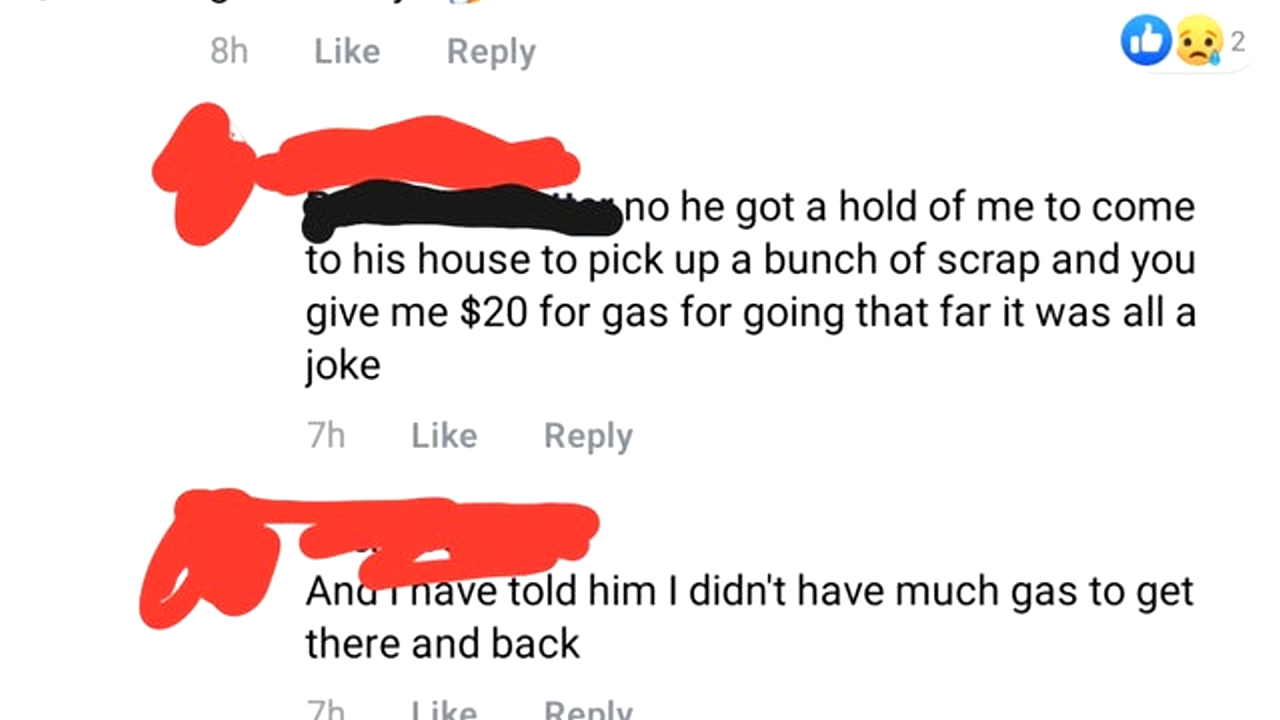 8h Like Reply 2
no he got a hold of me to come
to his house to pick up a bunch of scrap and you
give me $20 for gas for going that far it was all a
joke
7h Like Reply
And I have told him I didn't have much gas to get
there and back
7h Like Reply